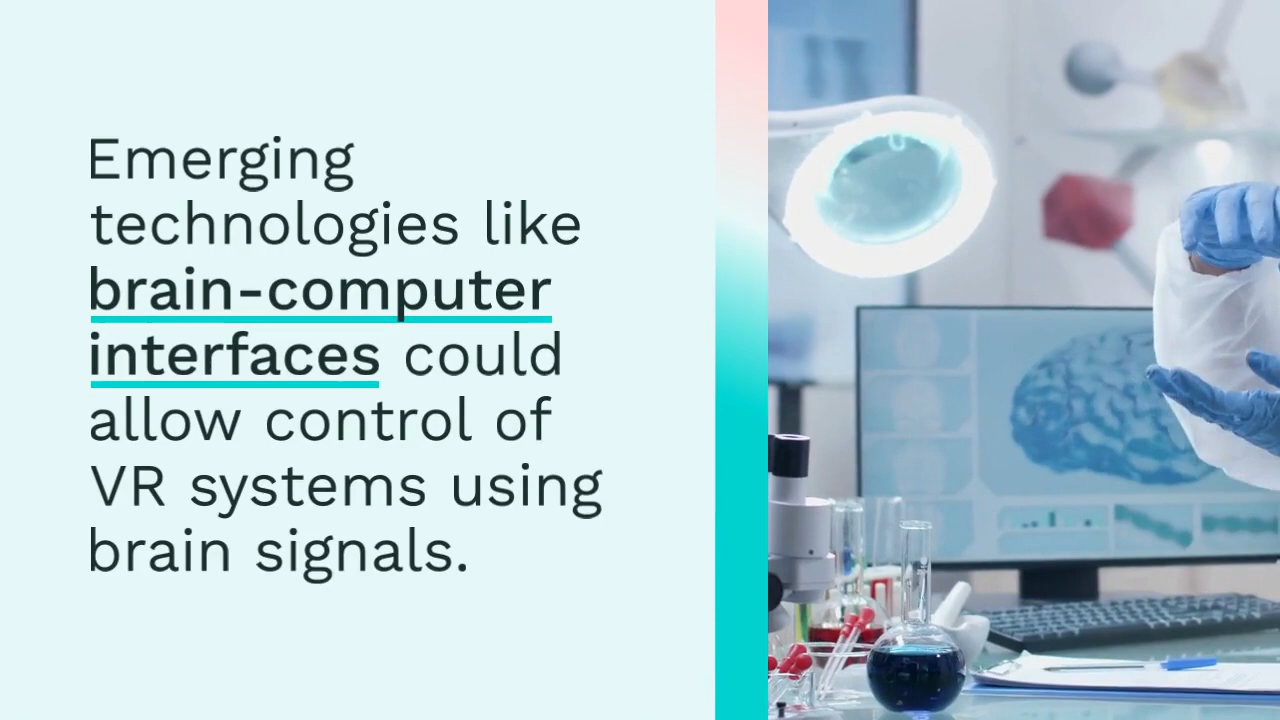 Emerging
technologies like
brain-computer
interfaces could
allow control of
VR systems using
brain signals.